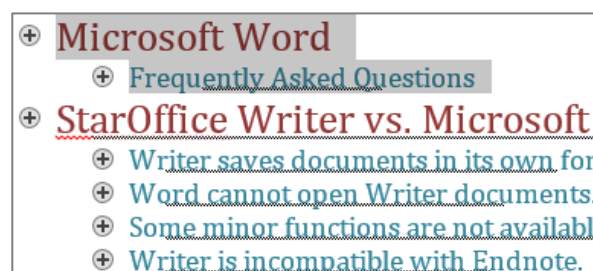 Microsoft Word
Frequently Asked Questions
StarOffice Writer vs. Microsoft
Writer saves documents in its own for
Word cannot open Writer documents.
Some minor functions are not availabl
Writer is incompatible with Endnote.